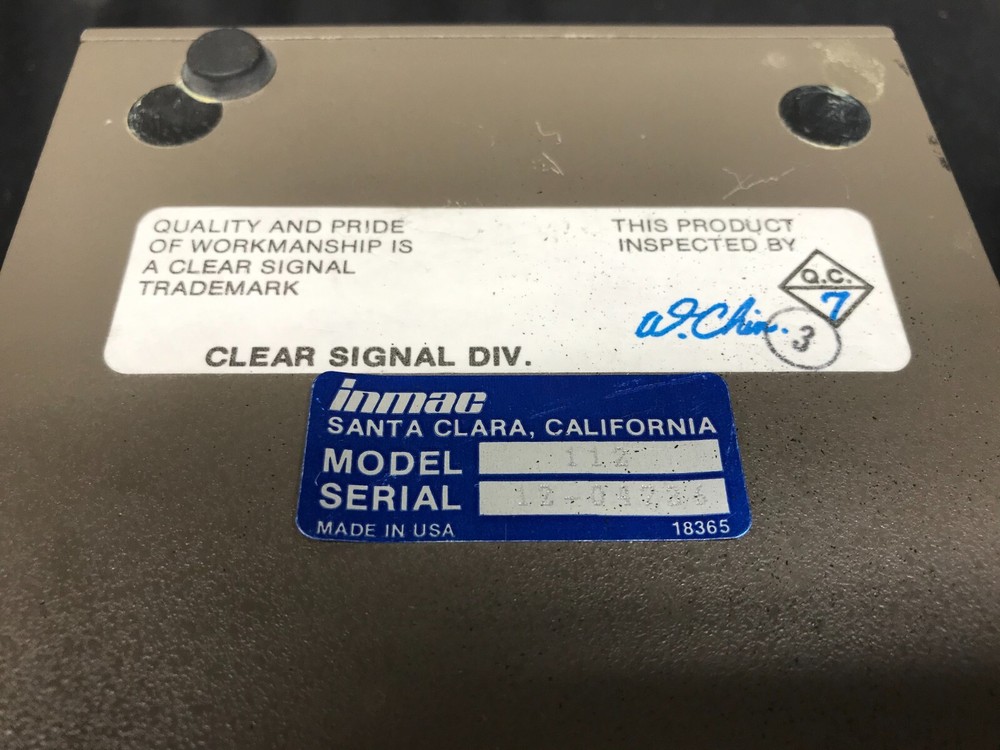 QUALITY AND PRIDE
OF WORKMANSHIP IS
A CLEAR SIGNAL
TRADEMARK
THIS PRODUCT
INSPECTED BY
Q.C.
7
W. Chin.
3
CLEAR SIGNAL DIV.
inmac
SANTA CLARA, CALIFORNIA
MODEL 112
SERIAL
MADE IN USA 18365